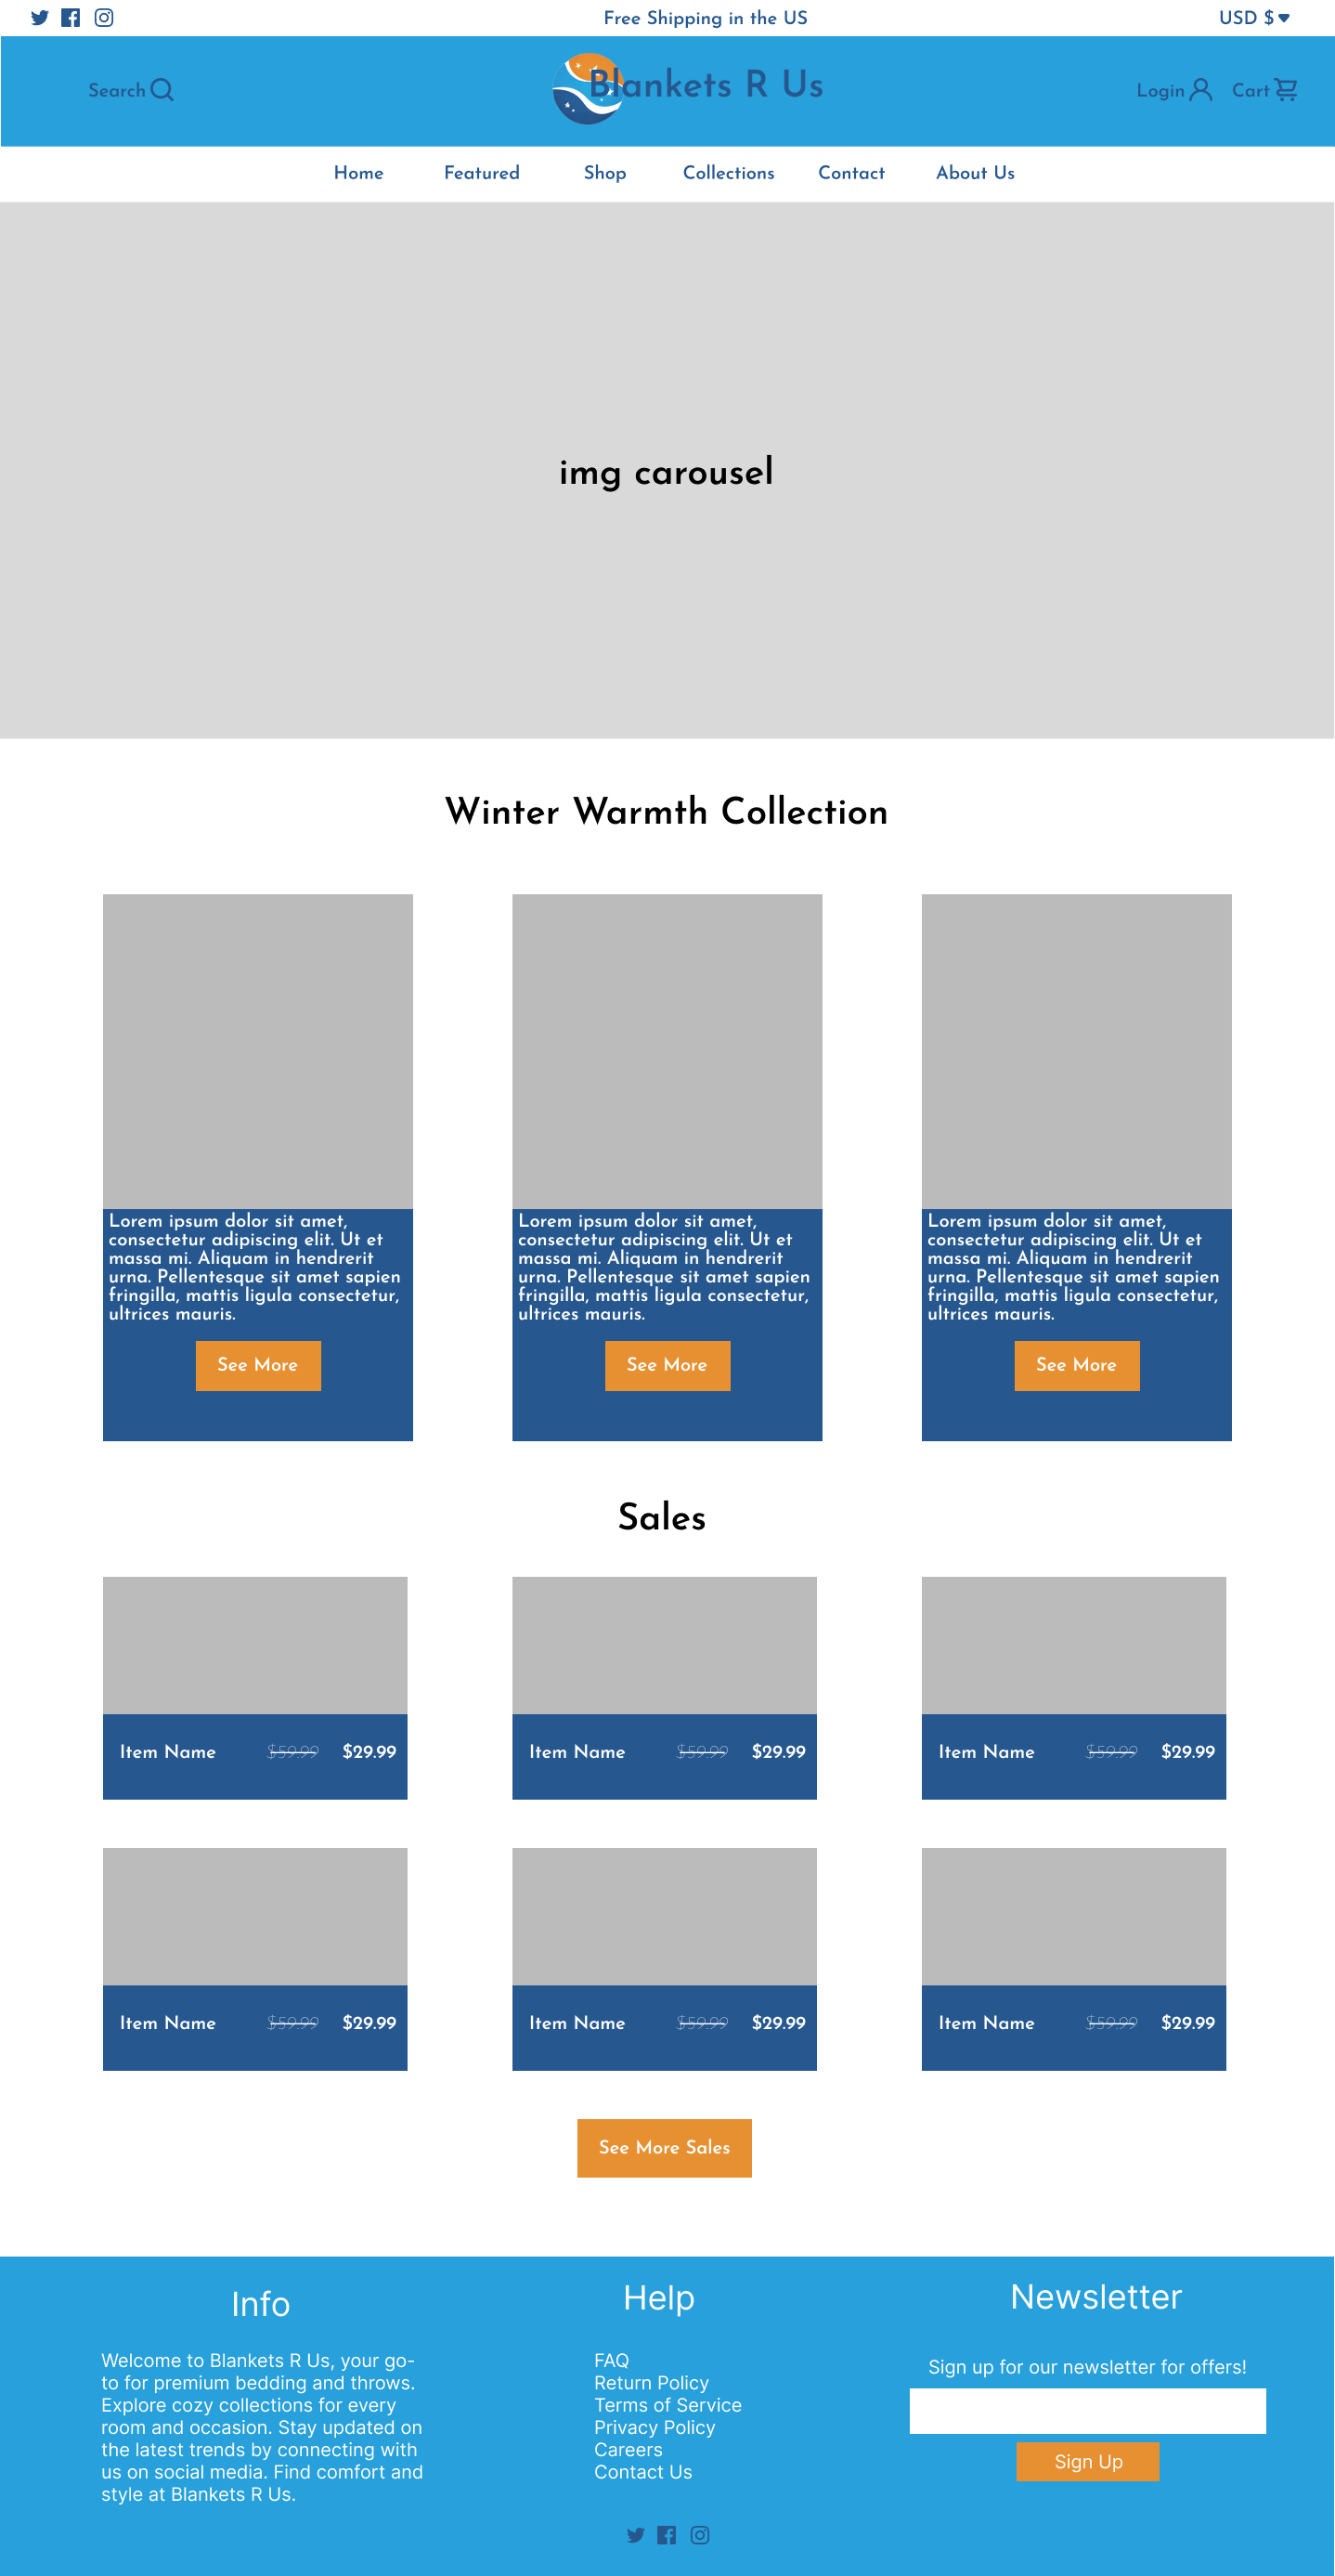 Free Shipping in the US
USD $
Search
Blankets R Us
Login
Cart
Home
Featured
Shop
Collections
Contact
About Us
img carousel
Winter Warmth Collection
Lorem ipsum dolor sit amet,
consectetur adipiscing elit. Ut et
massa mi. Aliquam in hendrerit
urna. Pellentesque sit amet sapien
fringilla, mattis ligula consectetur,
ultrices mauris.
See More
Lorem ipsum dolor sit amet,
consectetur adipiscing elit. Ut et
massa mi. Aliquam in hendrerit
urna. Pellentesque sit amet sapien
fringilla, mattis ligula consectetur,
ultrices mauris.
See More
Lorem ipsum dolor sit amet,
consectetur adipiscing elit. Ut et
massa mi. Aliquam in hendrerit
urna. Pellentesque sit amet sapien
fringilla, mattis ligula consectetur,
ultrices mauris.
See More
Sales
Item Name $59.99 $29.99
Item Name $59.99 $29.99
Item Name $59.99 $29.99
Item Name $59.99 $29.99
Item Name $59.99 $29.99
Item Name $59.99 $29.99
See More Sales
Info
Welcome to Blankets R Us, your go-
to for premium bedding and throws.
Explore cozy collections for every
room and occasion. Stay updated on
the latest trends by connecting with
us on social media. Find comfort and
style at Blankets R Us.
Help
FAQ
Return Policy
Terms of Service
Privacy Policy
Careers
Contact Us
Newsletter
Sign up for our newsletter for offers!
Sign Up